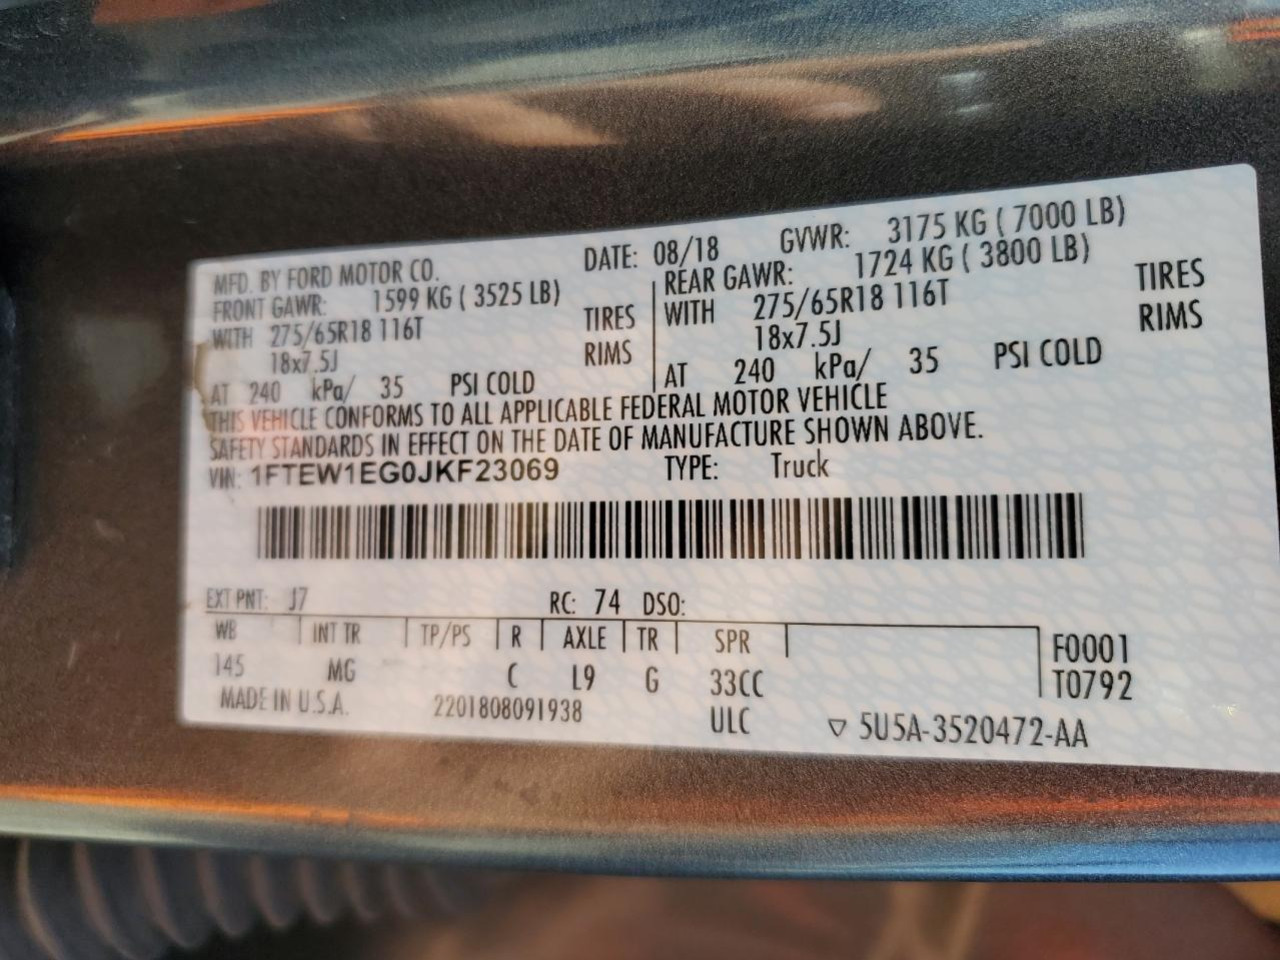 MFD. BY FORD MOTOR CO. DATE: 08/18 GVWR: 3175 KG ( 7000 LB)
FRONT GAWR: 1599 KG ( 3525 LB) REAR GAWR: 1724 KG ( 3800 LB)
WITH 275/65R18 116T TIRES WITH 275/65R18 116T TIRES
18x7.5J RIMS 18x7.5J RIMS
AT 240 kPa/ 35 PSI COLD AT 240 kPa/ 35 PSI COLD
THIS VEHICLE CONFORMS TO ALL APPLICABLE FEDERAL MOTOR VEHICLE
SAFETY STANDARDS IN EFFECT ON THE DATE OF MANUFACTURE SHOWN ABOVE.
VIN: 1FTEW1EG0JKF23069 TYPE: Truck
EXT PNT: J7 RC: 74 DSO:
WB INT TR TP/PS R AXLE TR SPR F0001
145 MG C L9 G 33CC T0792
MADE IN U.S.A. 2201808091938 ULC ▽ 5U5A-3520472-AA